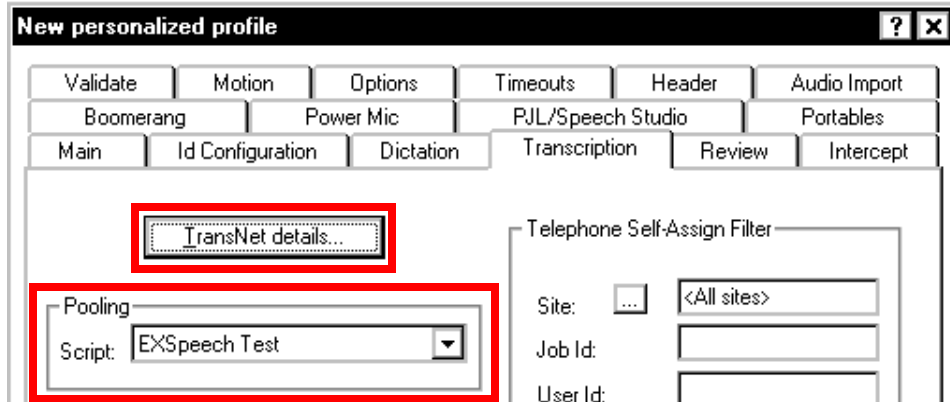 New personalized profile ? X
Validate Motion Options Timeouts Header Audio Import
Boomerang Power Mic PJL/Speech Studio Portables
Main Id Configuration Dictation Transcription Review Intercept
TransNet details...
Telephone Self-Assign Filter
Pooling
Site: ... <All sites>
Script: EXSpeech Test
Job Id:
User Id: